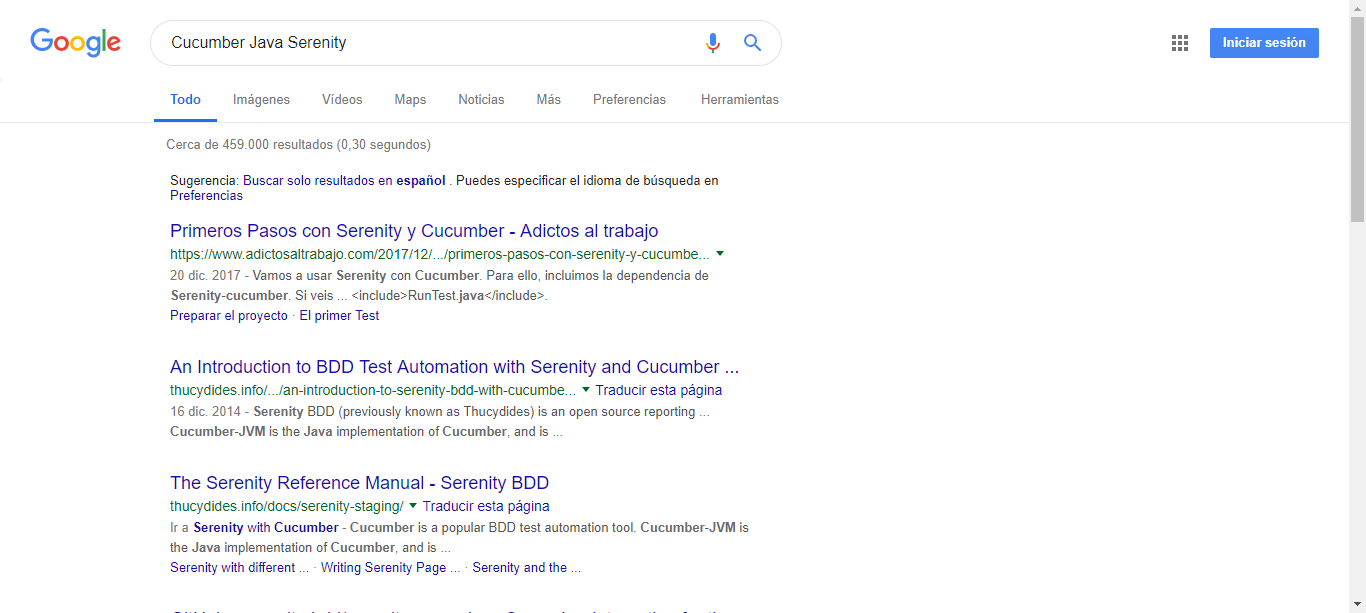 Google
Cucumber Java Serenity
Iniciar sesión
Todo Imágenes Vídeos Maps Noticias Más Preferencias Herramientas
Cerca de 459.000 resultados (0,30 segundos)
Sugerencia: Buscar solo resultados en español . Puedes especificar el idioma de búsqueda en
Preferencias
Primeros Pasos con Serenity y Cucumber - Adictos al trabajo
https://www.adictosaltrabajo.com/2017/12/.../primeros-pasos-con-serenity-y-cucumbe...
20 dic. 2017 - Vamos a usar Serenity con Cucumber. Para ello, incluimos la dependencia de
Serenity-cucumber. Si veis ... <include>RunTest.java</include>.
Preparar el proyecto · El primer Test
An Introduction to BDD Test Automation with Serenity and Cucumber ...
thucydides.info/.../an-introduction-to-serenity-bdd-with-cucumbe... Traducir esta página
16 dic. 2014 - Serenity BDD (previously known as Thucydides) is an open source reporting ...
Cucumber-JVM is the Java implementation of Cucumber, and is ...
The Serenity Reference Manual - Serenity BDD
thucydides.info/docs/serenity-staging/ Traducir esta página
Ir a Serenity with Cucumber - Cucumber is a popular BDD test automation tool. Cucumber-JVM is
the Java implementation of Cucumber, and is ...
Serenity with different ... · Writing Serenity Page ... · Serenity and the ...